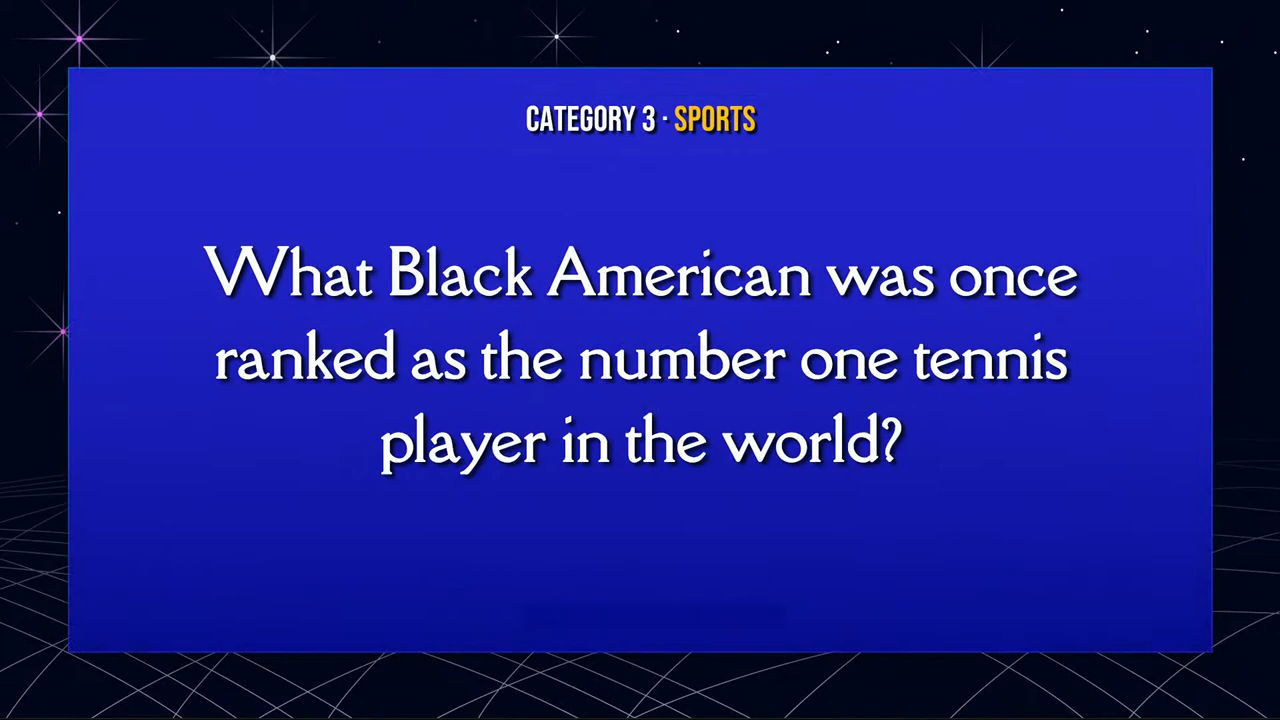 CATEGORY 3 · SPORTS
What Black American was once
ranked as the number one tennis
player in the world?